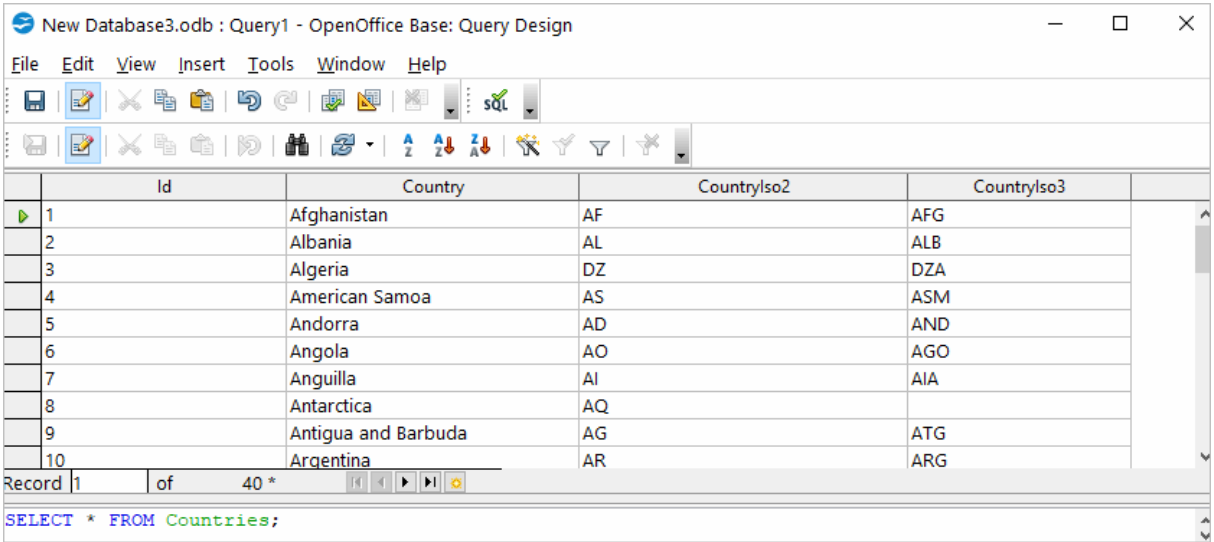 New Database3.odb : Query1 - OpenOffice Base: Query Design
File Edit View Insert Tools Window Help
SQL
Id Country CountryIso2 CountryIso3
1 Afghanistan AF AFG
2 Albania AL ALB
3 Algeria DZ DZA
4 American Samoa AS ASM
5 Andorra AD AND
6 Angola AO AGO
7 Anguilla AI AIA
8 Antarctica AQ
9 Antigua and Barbuda AG ATG
10 Argentina AR ARG
Record 1 of 40 *
SELECT * FROM Countries;